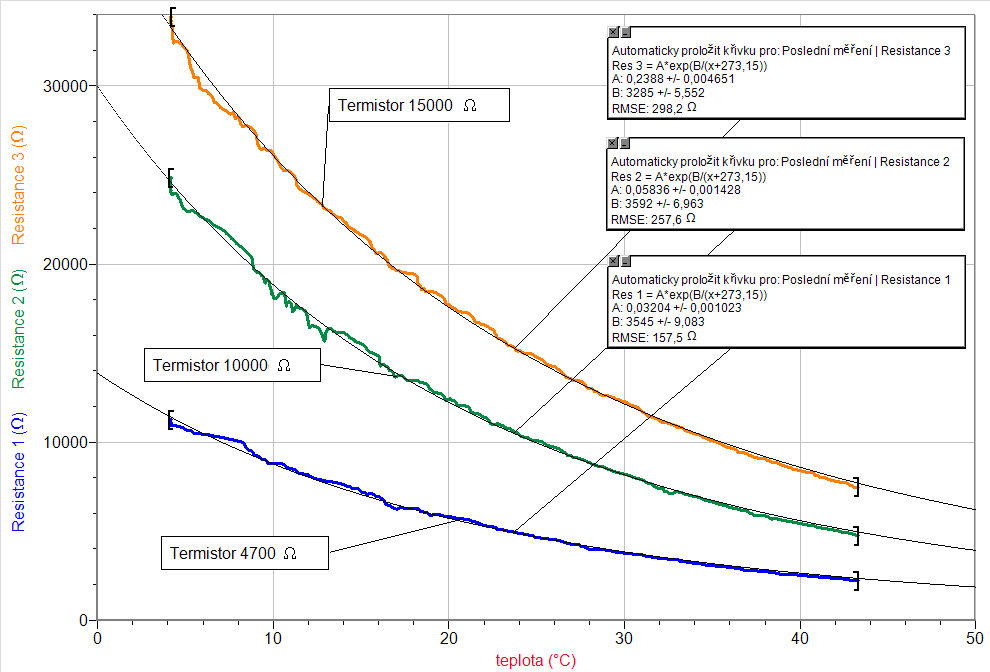 Automaticky proložit křivku pro: Poslední měření | Resistance 3
Res 3 = A*exp(B/(x+273,15))
A: 0,2388 +/- 0,004651
B: 3285 +/- 5,552
RMSE: 298,2 Ω
Termistor 15000 Ω
Automaticky proložit křivku pro: Poslední měření | Resistance 2
Res 2 = A*exp(B/(x+273,15))
A: 0,05836 +/- 0,001428
B: 3592 +/- 6,963
RMSE: 257,6 Ω
Automaticky proložit křivku pro: Poslední měření | Resistance 1
Res 1 = A*exp(B/(x+273,15))
A: 0,03204 +/- 0,001023
B: 3545 +/- 9,083
RMSE: 157,5 Ω
Termistor 10000 Ω
Termistor 4700 Ω
Resistance 3 (Ω)
Resistance 2 (Ω)
Resistance 1 (Ω)
30000
20000
10000
0
0 10 20 30 40 50
teplota (°C)